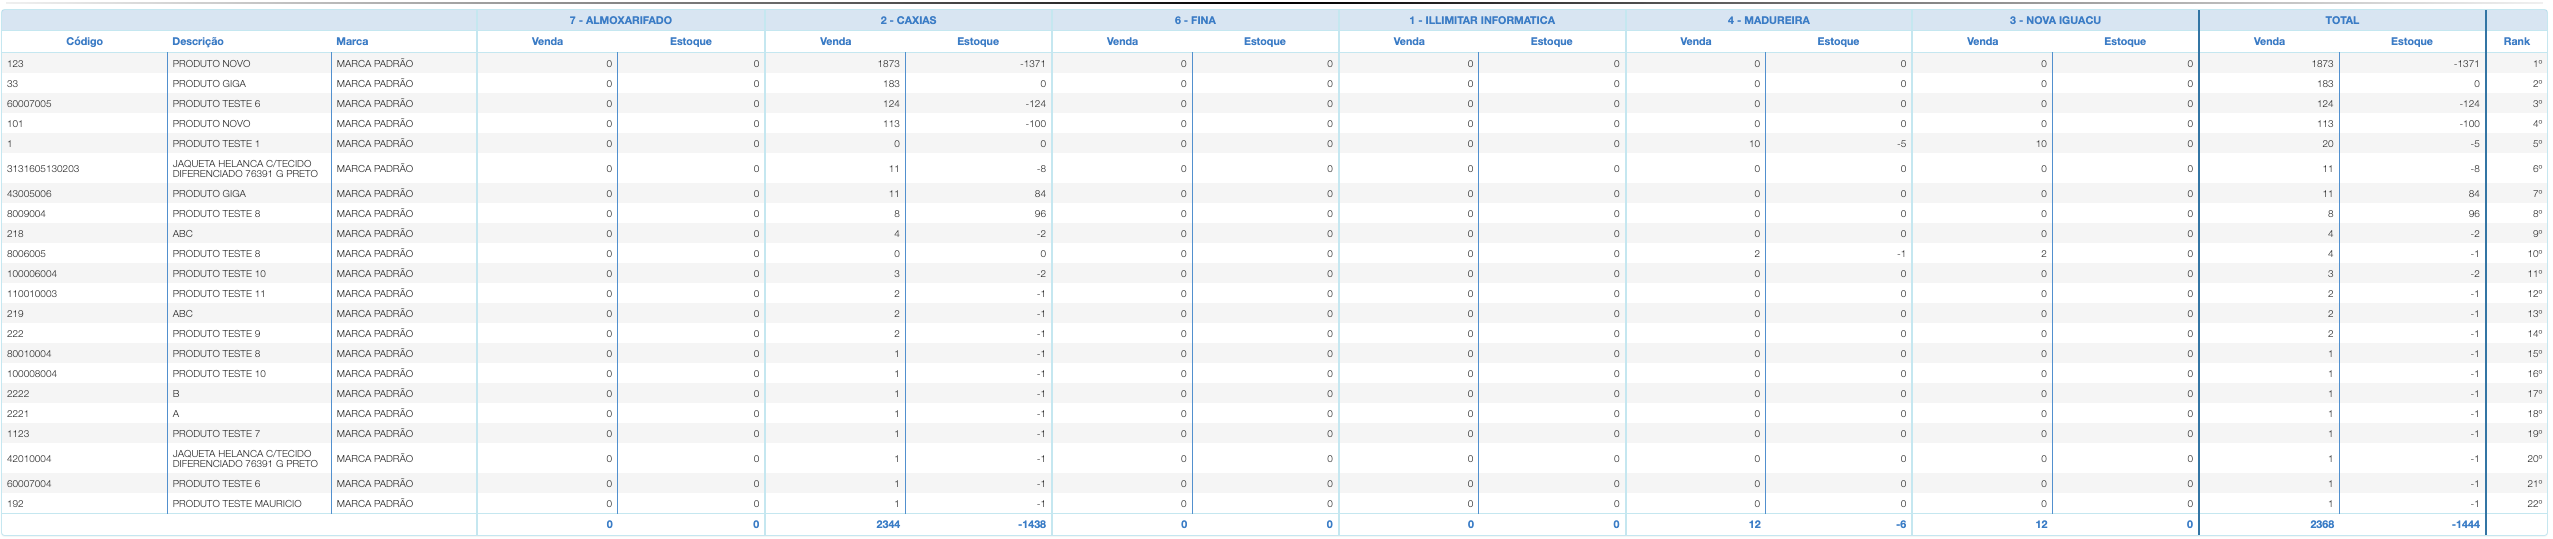 7 - ALMOXARIFADO 2 - CAXIAS 6 - FINA 1 - ILLIMITAR INFORMATICA 4 - MADUREIRA 3 - NOVA IGUACU TOTAL
Código Descrição Marca Venda Estoque Venda Estoque Venda Estoque Venda Estoque Venda Estoque Venda Estoque Venda Estoque Rank
123 PRODUTO NOVO MARCA PADRÃO 0 0 1873 -1371 0 0 0 0 0 0 0 0 1873 -1371 1º
33 PRODUTO GIGA MARCA PADRÃO 0 0 183 0 0 0 0 0 0 0 0 0 183 0 2º
60007005 PRODUTO TESTE 6 MARCA PADRÃO 0 0 124 -124 0 0 0 0 0 0 0 0 124 -124 3º
101 PRODUTO NOVO MARCA PADRÃO 0 0 113 -100 0 0 0 0 0 0 0 0 113 -100 4º
1 PRODUTO TESTE 1 MARCA PADRÃO 0 0 0 0 0 0 0 0 10 -5 10 0 20 -5 5º
JAQUETA HELANCA C/TECIDO
3131605130203 DIFERENCIADO 76391 G PRETO MARCA PADRÃO 0 0 11 -8 0 0 0 0 0 0 0 0 11 -8 6º
43005006 PRODUTO GIGA MARCA PADRÃO 0 0 11 84 0 0 0 0 0 0 0 0 11 84 7º
8009004 PRODUTO TESTE 8 MARCA PADRÃO 0 0 8 96 0 0 0 0 0 0 0 0 8 96 8º
218 ABC MARCA PADRÃO 0 0 4 -2 0 0 0 0 0 0 0 0 4 -2 9º
8006005 PRODUTO TESTE 8 MARCA PADRÃO 0 0 0 0 0 0 0 0 2 -1 2 0 4 -1 10º
100006004 PRODUTO TESTE 10 MARCA PADRÃO 0 0 3 -2 0 0 0 0 0 0 0 0 3 -2 11º
110010003 PRODUTO TESTE 11 MARCA PADRÃO 0 0 2 -1 0 0 0 0 0 0 0 0 2 -1 12º
219 ABC MARCA PADRÃO 0 0 2 -1 0 0 0 0 0 0 0 0 2 -1 13º
222 PRODUTO TESTE 9 MARCA PADRÃO 0 0 2 -1 0 0 0 0 0 0 0 0 2 -1 14º
80010004 PRODUTO TESTE 8 MARCA PADRÃO 0 0 1 -1 0 0 0 0 0 0 0 0 1 -1 15º
100008004 PRODUTO TESTE 10 MARCA PADRÃO 0 0 1 -1 0 0 0 0 0 0 0 0 1 -1 16º
2222 B MARCA PADRÃO 0 0 1 -1 0 0 0 0 0 0 0 0 1 -1 17º
2221 A MARCA PADRÃO 0 0 1 -1 0 0 0 0 0 0 0 0 1 -1 18º
1123 PRODUTO TESTE 7 MARCA PADRÃO 0 0 1 -1 0 0 0 0 0 0 0 0 1 -1 19º
JAQUETA HELANCA C/TECIDO
42010004 DIFERENCIADO 76391 G PRETO MARCA PADRÃO 0 0 1 -1 0 0 0 0 0 0 0 0 1 -1 20º
60007004 PRODUTO TESTE 6 MARCA PADRÃO 0 0 1 -1 0 0 0 0 0 0 0 0 1 -1 21º
192 PRODUTO TESTE MAURICIO MARCA PADRÃO 0 0 1 -1 0 0 0 0 0 0 0 0 1 -1 22º
0 0 2344 -1438 0 0 0 0 12 -6 12 0 2368 -1444